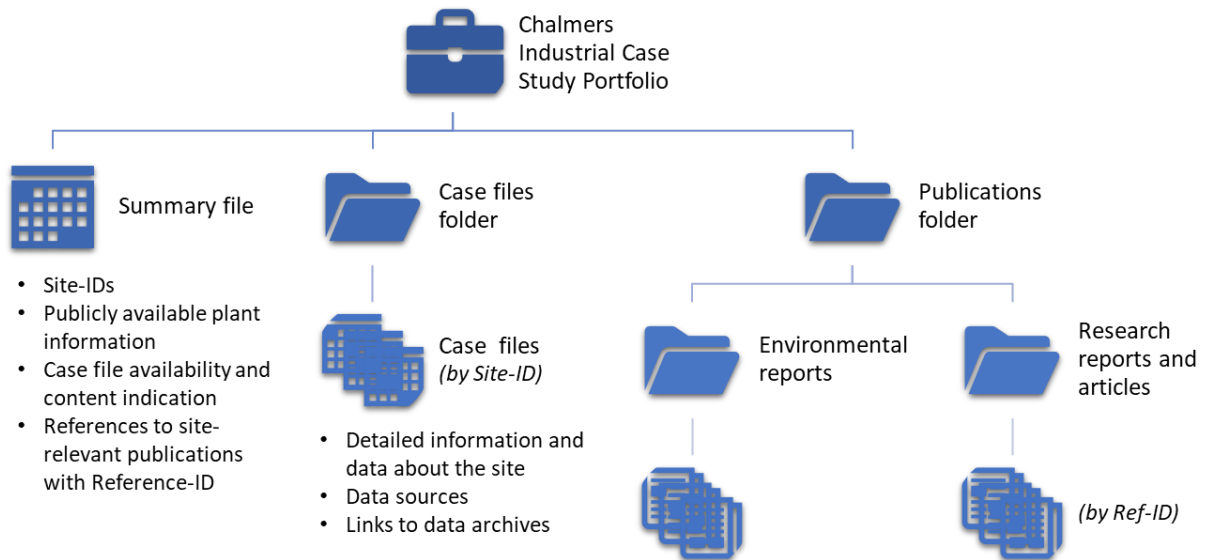 Chalmers
Industrial Case
Study Portfolio
Summary file
• Site-IDs
• Publicly available plant
information
• Case file availability and
content indication
• References to site-
relevant publications
with Reference-ID
Case files
folder
Case files
(by Site-ID)
• Detailed information and
data about the site
• Data sources
• Links to data archives
Publications
folder
Environmental
reports
Research
reports and
articles
(by Ref-ID)